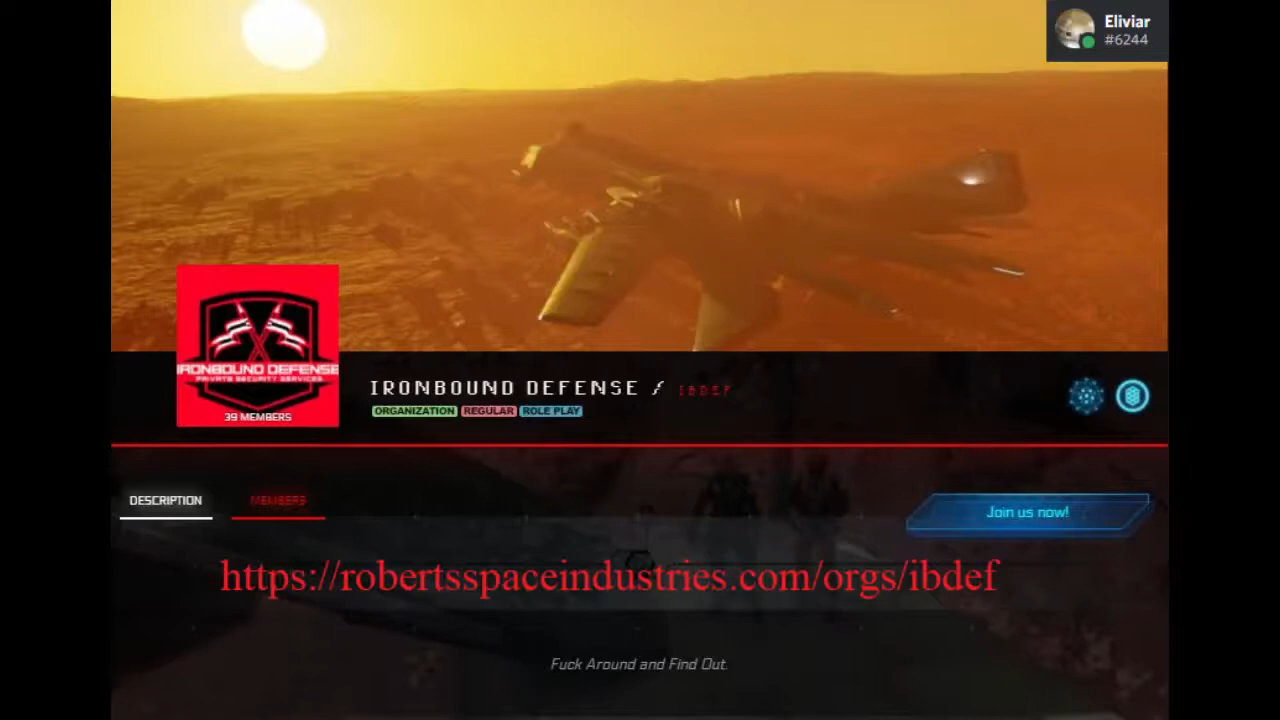 Eliviar
#6244
IRONBOUND DEFENSE
PRIVATE SECURITY SERVICES
39 MEMBERS
IRONBOUND DEFENSE / IBDEF
ORGANIZATION REGULAR ROLE PLAY
DESCRIPTION MEMBERS
Join us now!
https://robertsspaceindustries.com/orgs/ibdef
Fuck Around and Find Out.